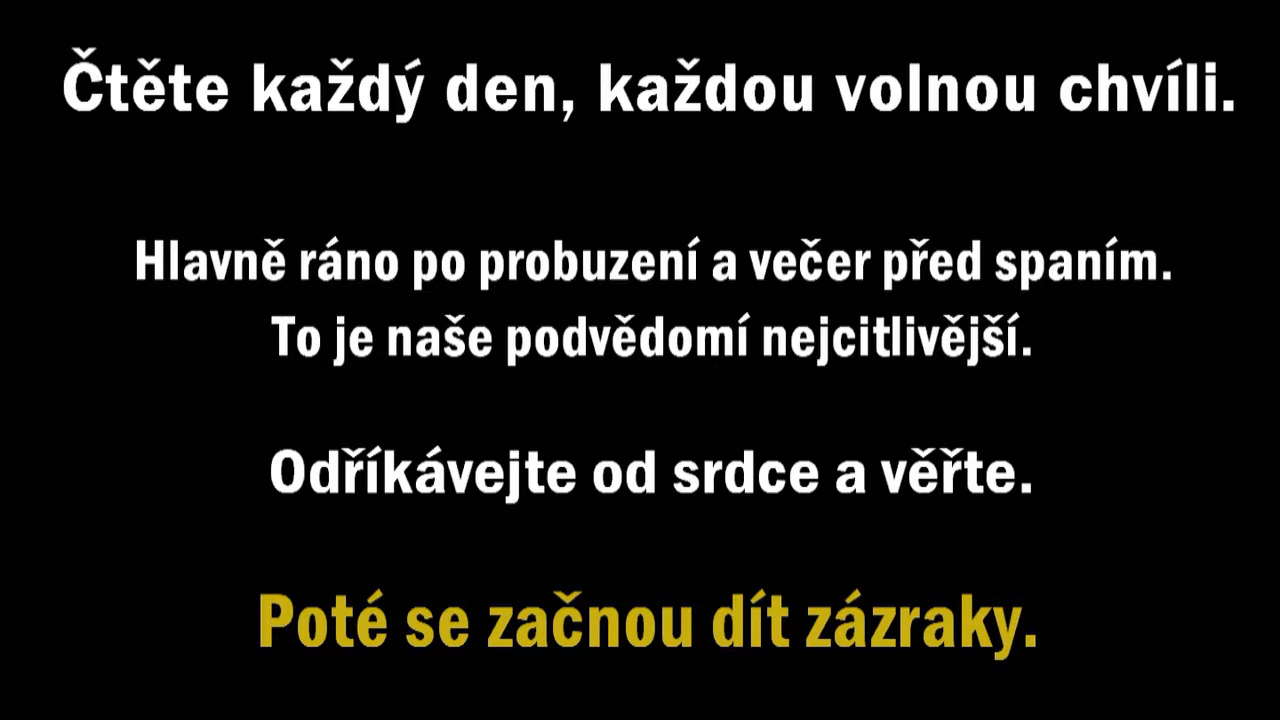 Čtěte každý den, každou volnou chvíli.
Hlavně ráno po probuzení a večer před spaním.
To je naše podvědomí nejcitlivější.
Odříkávejte od srdce a věřte.
Poté se začnou dít zázraky.